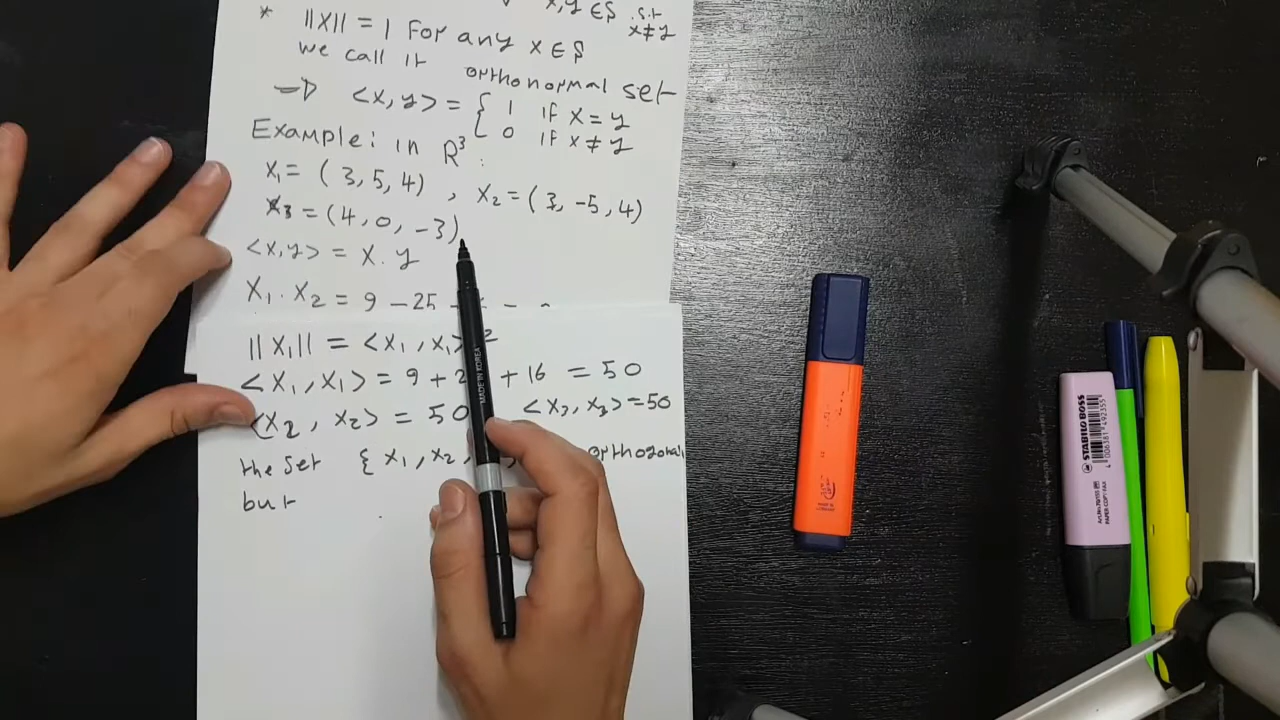 x,y ∈ S s.t
x≠y
* ||X|| = 1 For any x ∈ S
we call it orthonormal set
⇒ <x,y> = { 1 if x = y
0 if x ≠ y
Example: in R³:
x₁ = (3,5,4) , x₂ = (3,-5,4)
x₃ = (4,0,-3)
<x,y> = x.y
X₁.X₂ = 9 - 25
||X₁|| = <x₁,x₁> 2
<x₁,x₁> = 9 + 2 + 16 = 50
<x₂,x₂> = 50 <x₃,x₃> = 50
the set { x₁, x₂, orthogonal
but
MADE IN KOREA
STABILO BOSS